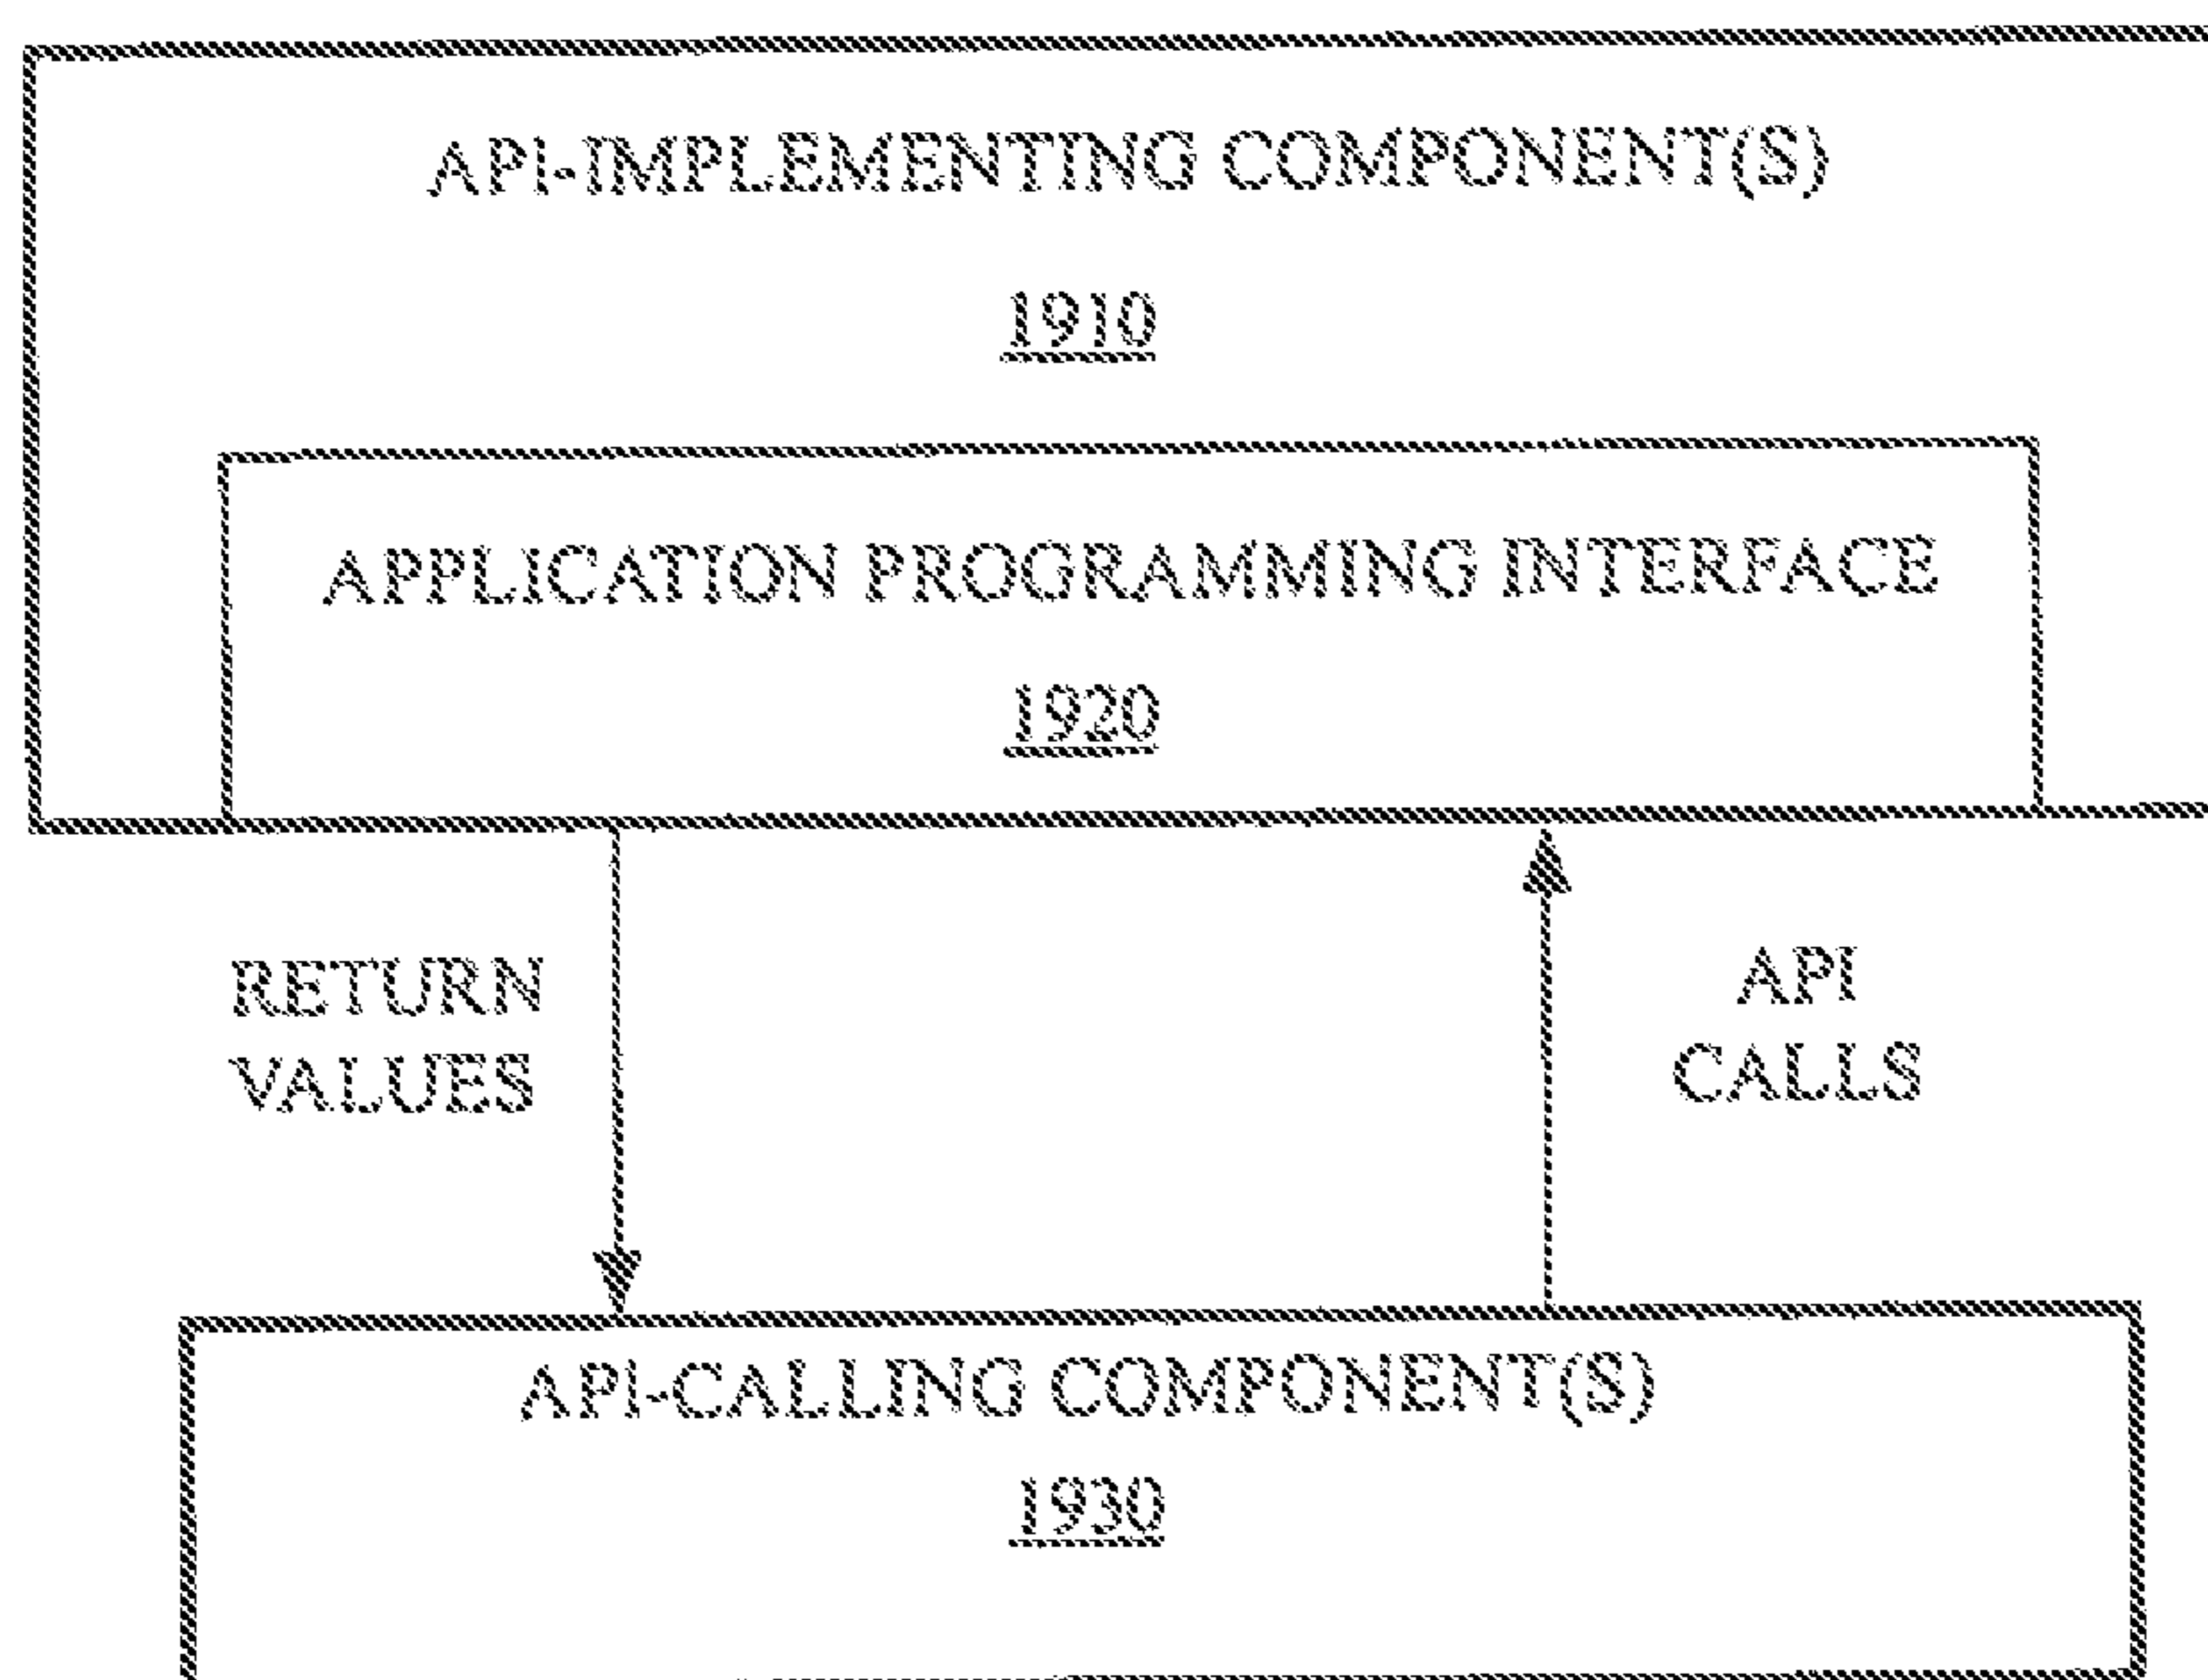 API-IMPLEMENTING COMPONENT(S)
1910
APPLICATION PROGRAMMING INTERFACE
1920
RETURN
VALUES
API
CALLS
API-CALLING COMPONENT(S)
1930